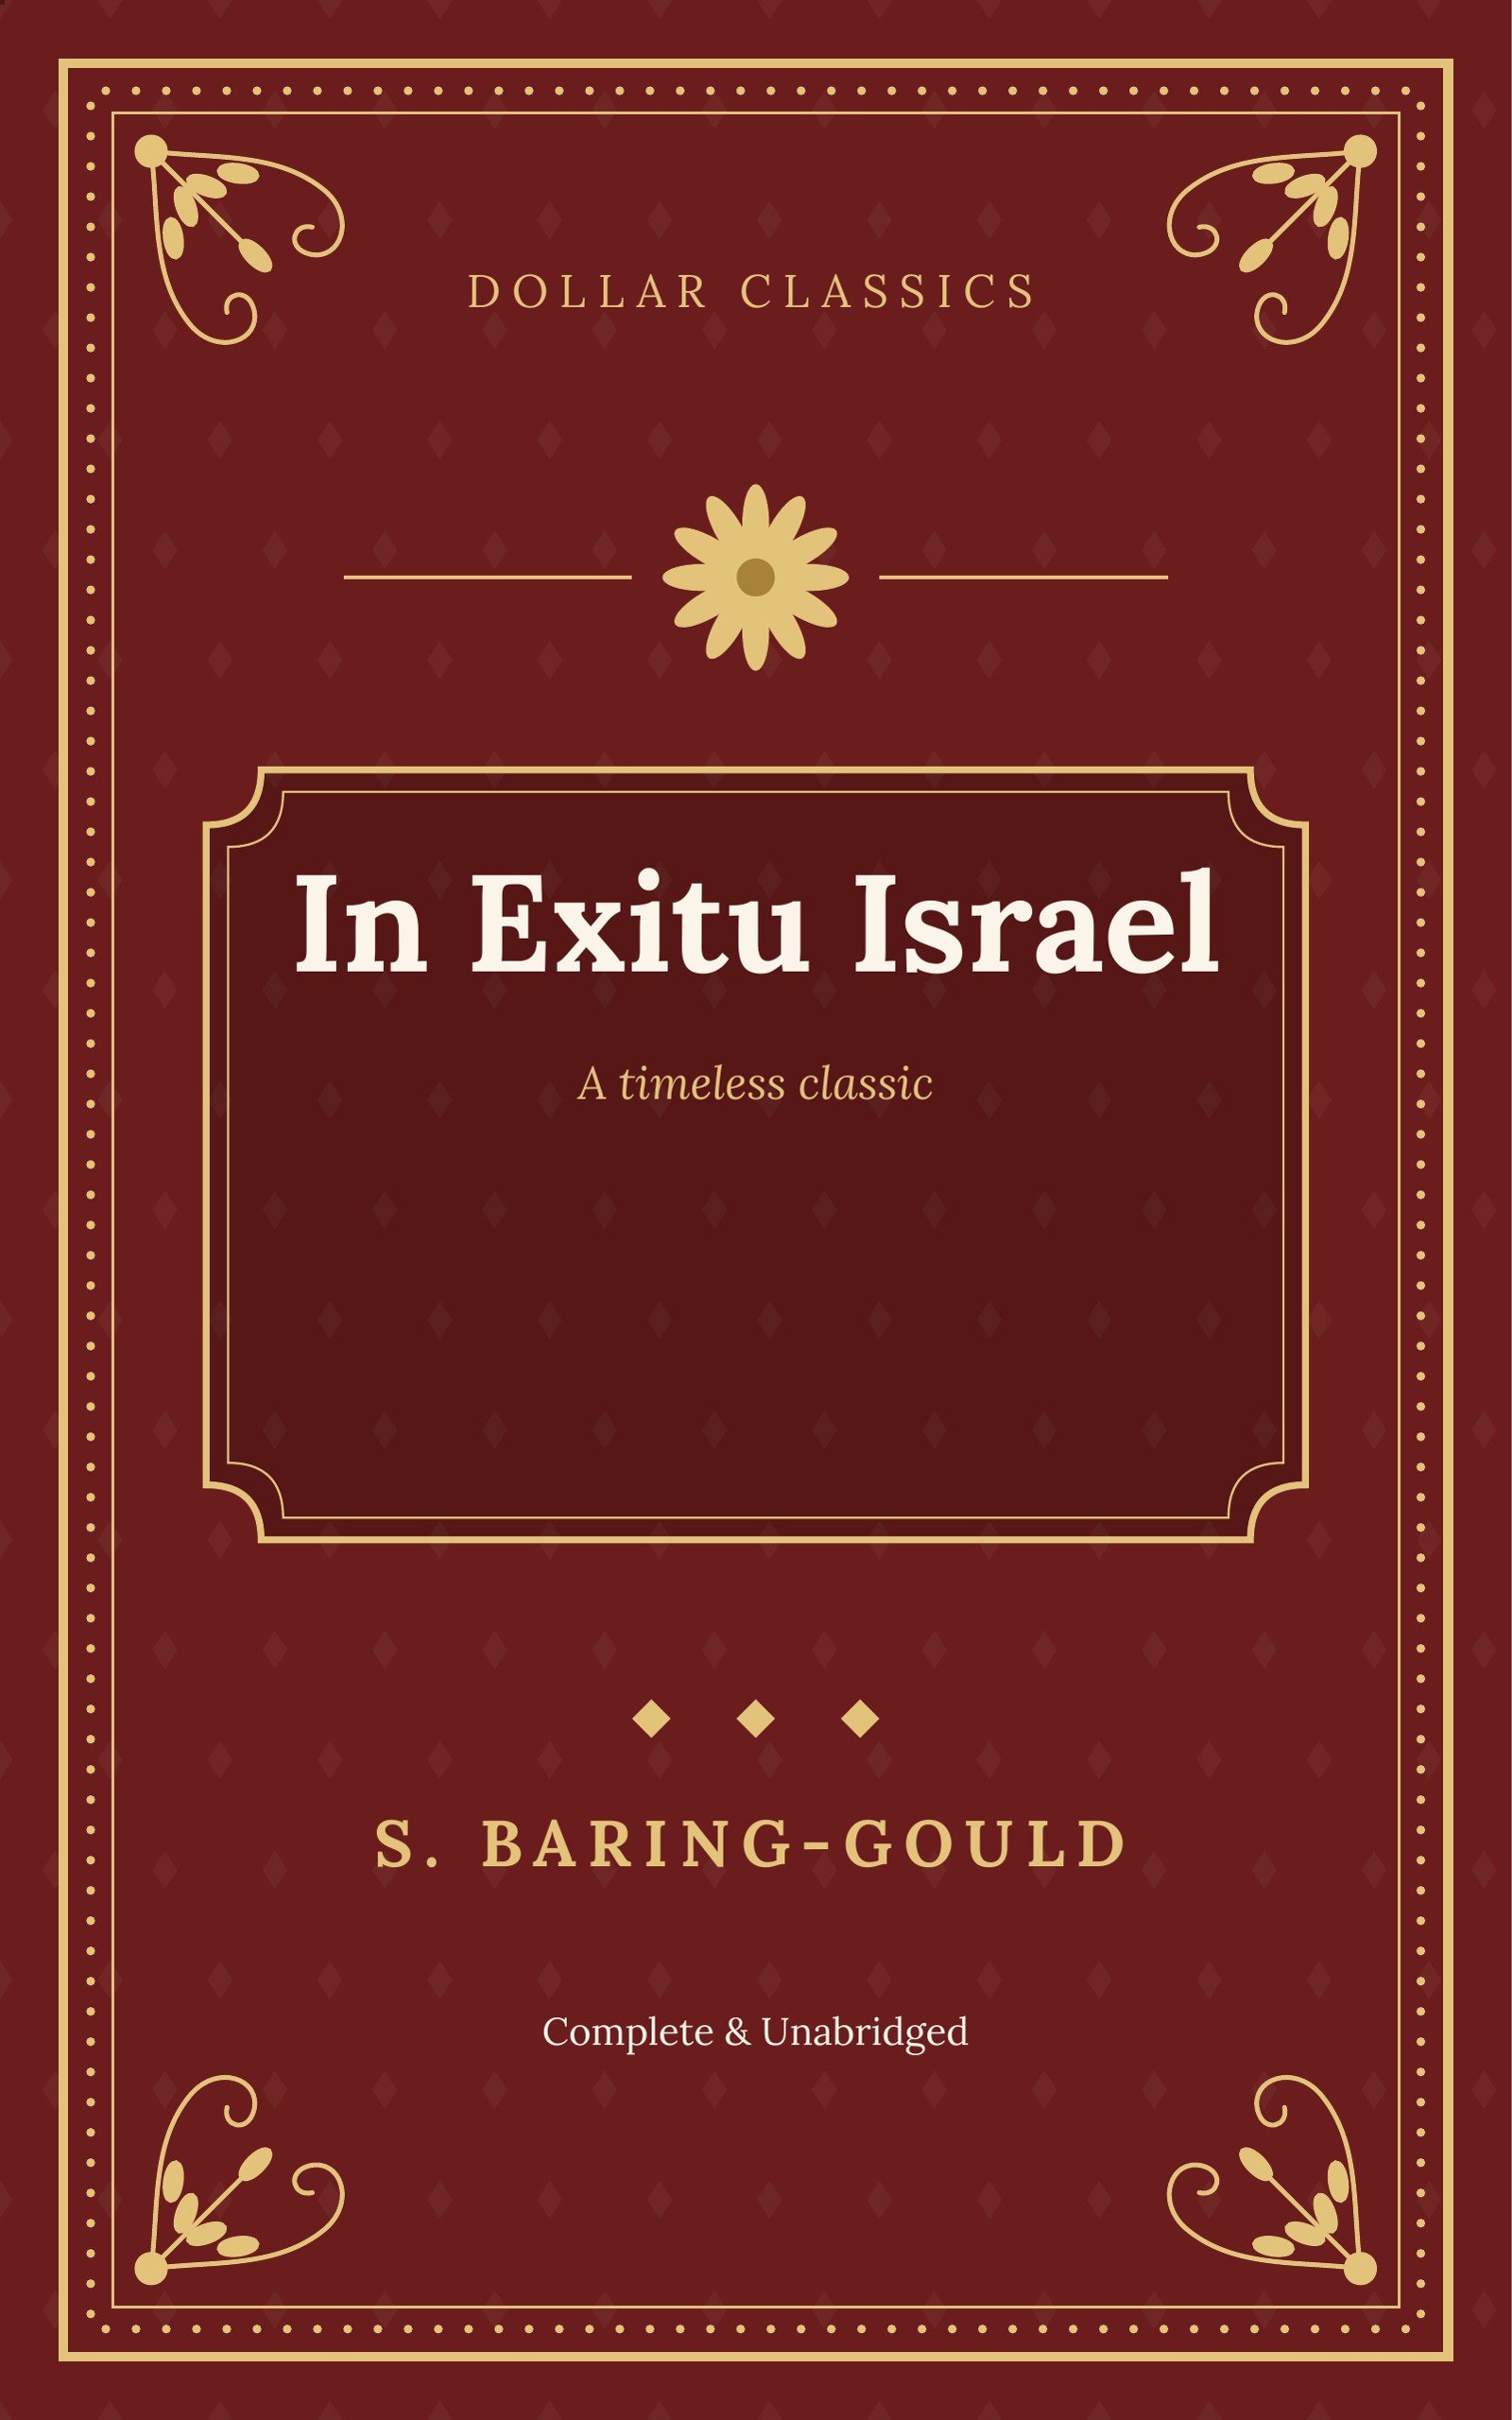 DOLLAR CLASSICS
In Exitu Israel
A timeless classic
S. BARING-GOULD
Complete & Unabridged